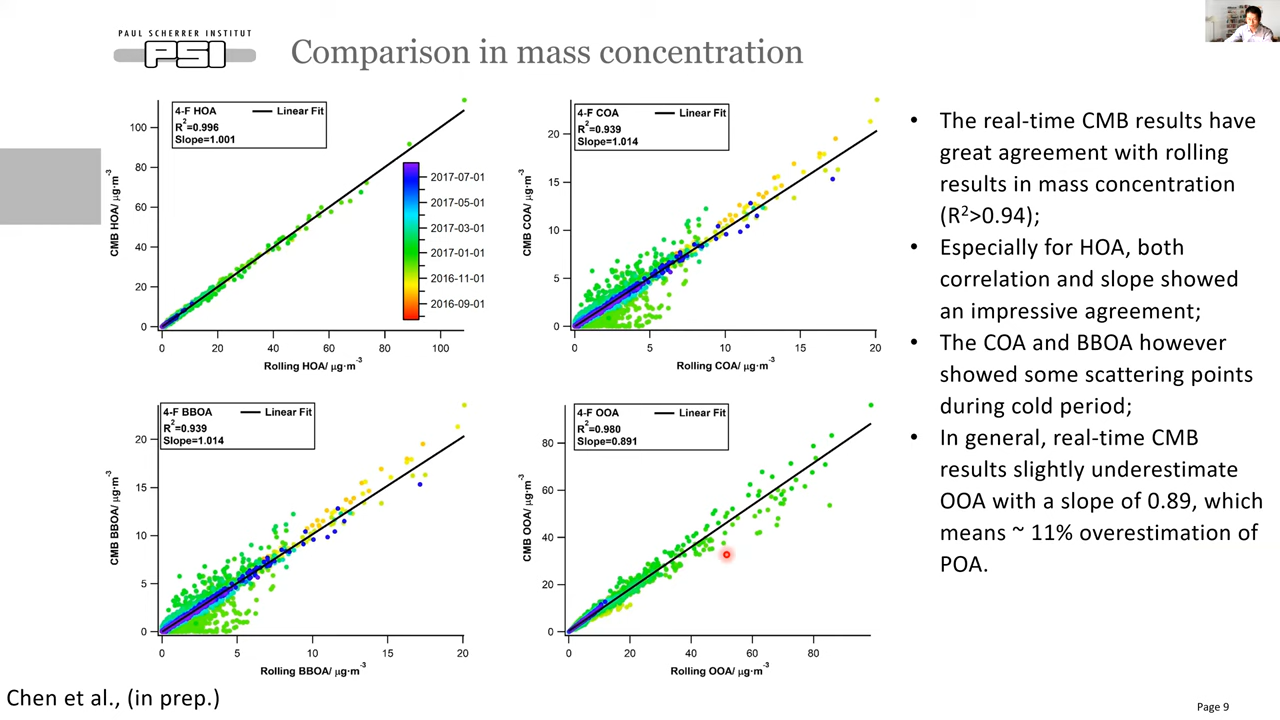 PAUL SCHERRER INSTITUT
PSI
Comparison in mass concentration
4-F HOA Linear Fit
R²=0.996
Slope=1.001
CMB HOA/ μg·m⁻³
100
80
60
40
20
0
0 20 40 60 80 100
Rolling HOA/ μg·m⁻³
2017-07-01
2017-05-01
2017-03-01
2017-01-01
2016-11-01
2016-09-01
4-F COA Linear Fit
R²=0.939
Slope=1.014
CMB COA/ μg·m⁻³
20
15
10
5
0
0 5 10 15 20
Rolling COA/ μg·m⁻³
4-F BBOA Linear Fit
R²=0.939
Slope=1.014
CMB BBOA/ μg·m⁻³
20
15
10
5
0
0 5 10 15 20
Rolling BBOA/ μg·m⁻³
4-F OOA Linear Fit
R²=0.980
Slope=0.891
CMB OOA/ μg·m⁻³
80
60
40
20
0
0 20 40 60 80
Rolling OOA/ μg·m⁻³
• The real-time CMB results have
great agreement with rolling
results in mass concentration
(R²>0.94);
• Especially for HOA, both
correlation and slope showed
an impressive agreement;
• The COA and BBOA however
showed some scattering points
during cold period;
• In general, real-time CMB
results slightly underestimate
OOA with a slope of 0.89, which
means ~ 11% overestimation of
POA.
Chen et al., (in prep.)
Page 9